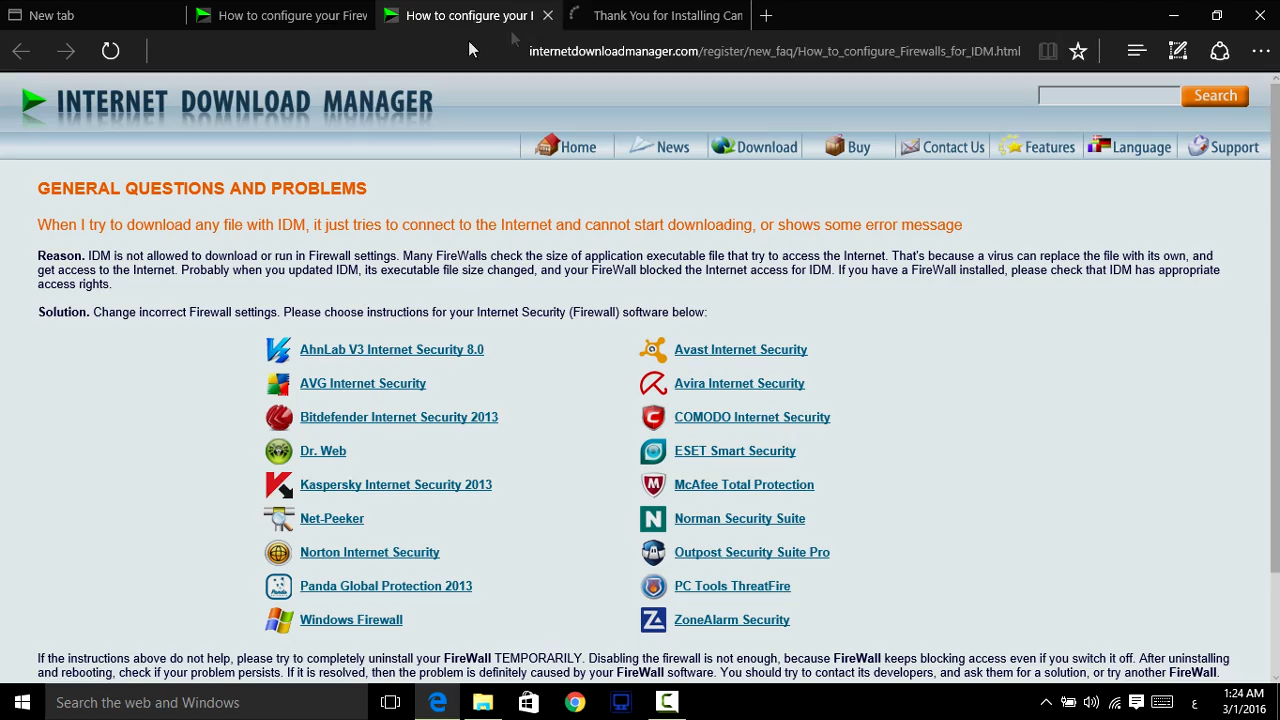 New tab
How to configure your Firew
How to configure your I
Thank You for Installing Can
internetdownloadmanager.com/register/new_faq/How_to_configure_Firewalls_for_IDM.html
INTERNET DOWNLOAD MANAGER
Search
Home
News
Download
Buy
Contact Us
Features
Language
Support
GENERAL QUESTIONS AND PROBLEMS
When I try to download any file with IDM, it just tries to connect to the Internet and cannot start downloading, or shows some error message
Reason. IDM is not allowed to download or run in Firewall settings. Many FireWalls check the size of application executable file that try to access the Internet. That's because a virus can replace the file with its own, and
get access to the Internet. Probably when you updated IDM, its executable file size changed, and your FireWall blocked the Internet access for IDM. If you have a FireWall installed, please check that IDM has appropriate
access rights.
Solution. Change incorrect Firewall settings. Please choose instructions for your Internet Security (Firewall) software below:
AhnLab V3 Internet Security 8.0
Avast Internet Security
AVG Internet Security
Avira Internet Security
Bitdefender Internet Security 2013
COMODO Internet Security
Dr. Web
ESET Smart Security
Kaspersky Internet Security 2013
McAfee Total Protection
Net-Peeker
Norman Security Suite
Norton Internet Security
Outpost Security Suite Pro
Panda Global Protection 2013
PC Tools ThreatFire
Windows Firewall
ZoneAlarm Security
If the instructions above do not help, please try to completely uninstall your FireWall TEMPORARILY. Disabling the firewall is not enough, because FireWall keeps blocking access even if you switch it off. After uninstalling
and rebooting, check if your problem persists. If it is resolved, then the problem is definitely caused by your FireWall software. You should try to contact its developers, and ask them for a solution, or try another FireWall.
Search the web and Windows
ع
1:24 AM
3/1/2016